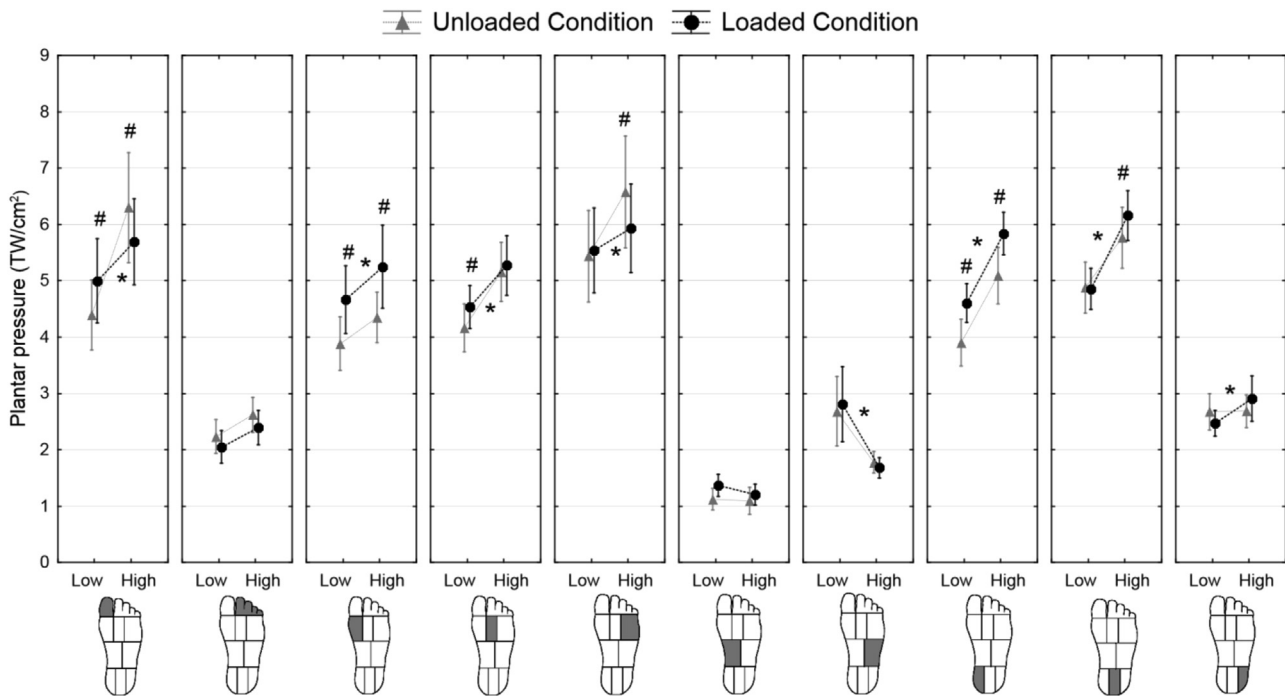 Unloaded Condition Loaded Condition
Plantar pressure (TW/cm²)
9
8
7
6
5
4
3
2
1
0
# # *
# # *
# *
# *
*
# # *
# *
*
Low High Low High Low High Low High Low High Low High Low High Low High Low High Low High